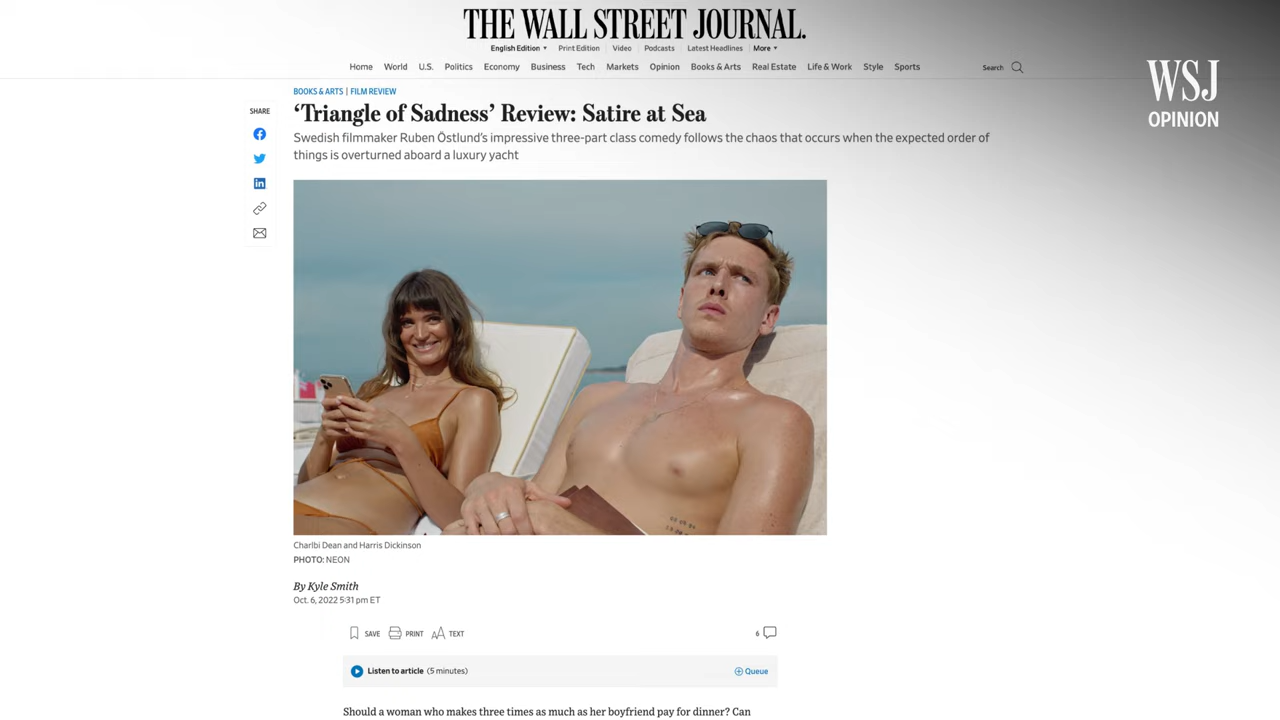 THE WALL STREET JOURNAL.
English Edition Print Edition Video Podcasts Latest Headlines More
Home World U.S. Politics Economy Business Tech Markets Opinion Books & Arts Real Estate Life & Work Style Sports Search
WSJ
OPINION
BOOKS & ARTS | FILM REVIEW
SHARE
‘Triangle of Sadness’ Review: Satire at Sea
Swedish filmmaker Ruben Östlund’s impressive three-part class comedy follows the chaos that occurs when the expected order of
things is overturned aboard a luxury yacht
Charlbi Dean and Harris Dickinson
PHOTO: NEON
By Kyle Smith
Oct. 6, 2022 5:31 pm ET
SAVE PRINT AA TEXT 6
Listen to article (5 minutes) Queue
Should a woman who makes three times as much as her boyfriend pay for dinner? Can